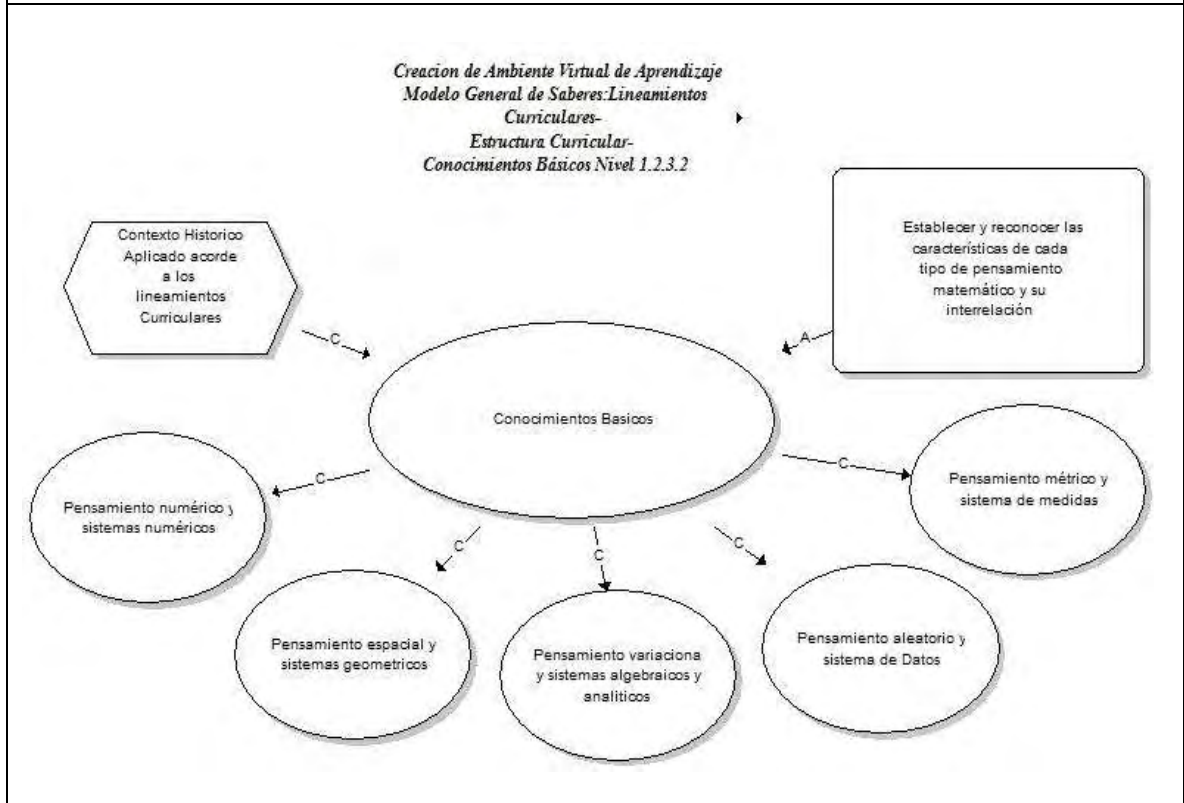 Creacion de Ambiente Virtual de Aprendizaje
Modelo General de Saberes:Lineamientos
Curriculares-
Estructura Curricular-
Conocimientos Básicos Nivel 1.2.3.2
Contexto Historico
Aplicado acorde
a los
lineamientos
Curriculares
Establecer y reconocer las
características de cada
tipo de pensamiento
matemático y su
interrelación
C
A
Conocimientos Basicos
C
C
C
C
C
Pensamiento numérico y
sistemas numéricos
Pensamiento métrico y
sistema de medidas
Pensamiento espacial y
sistemas geometricos
Pensamiento variaciona
y sistemas algebraicos y
analiticos
Pensamiento aleatorio y
sistema de Datos